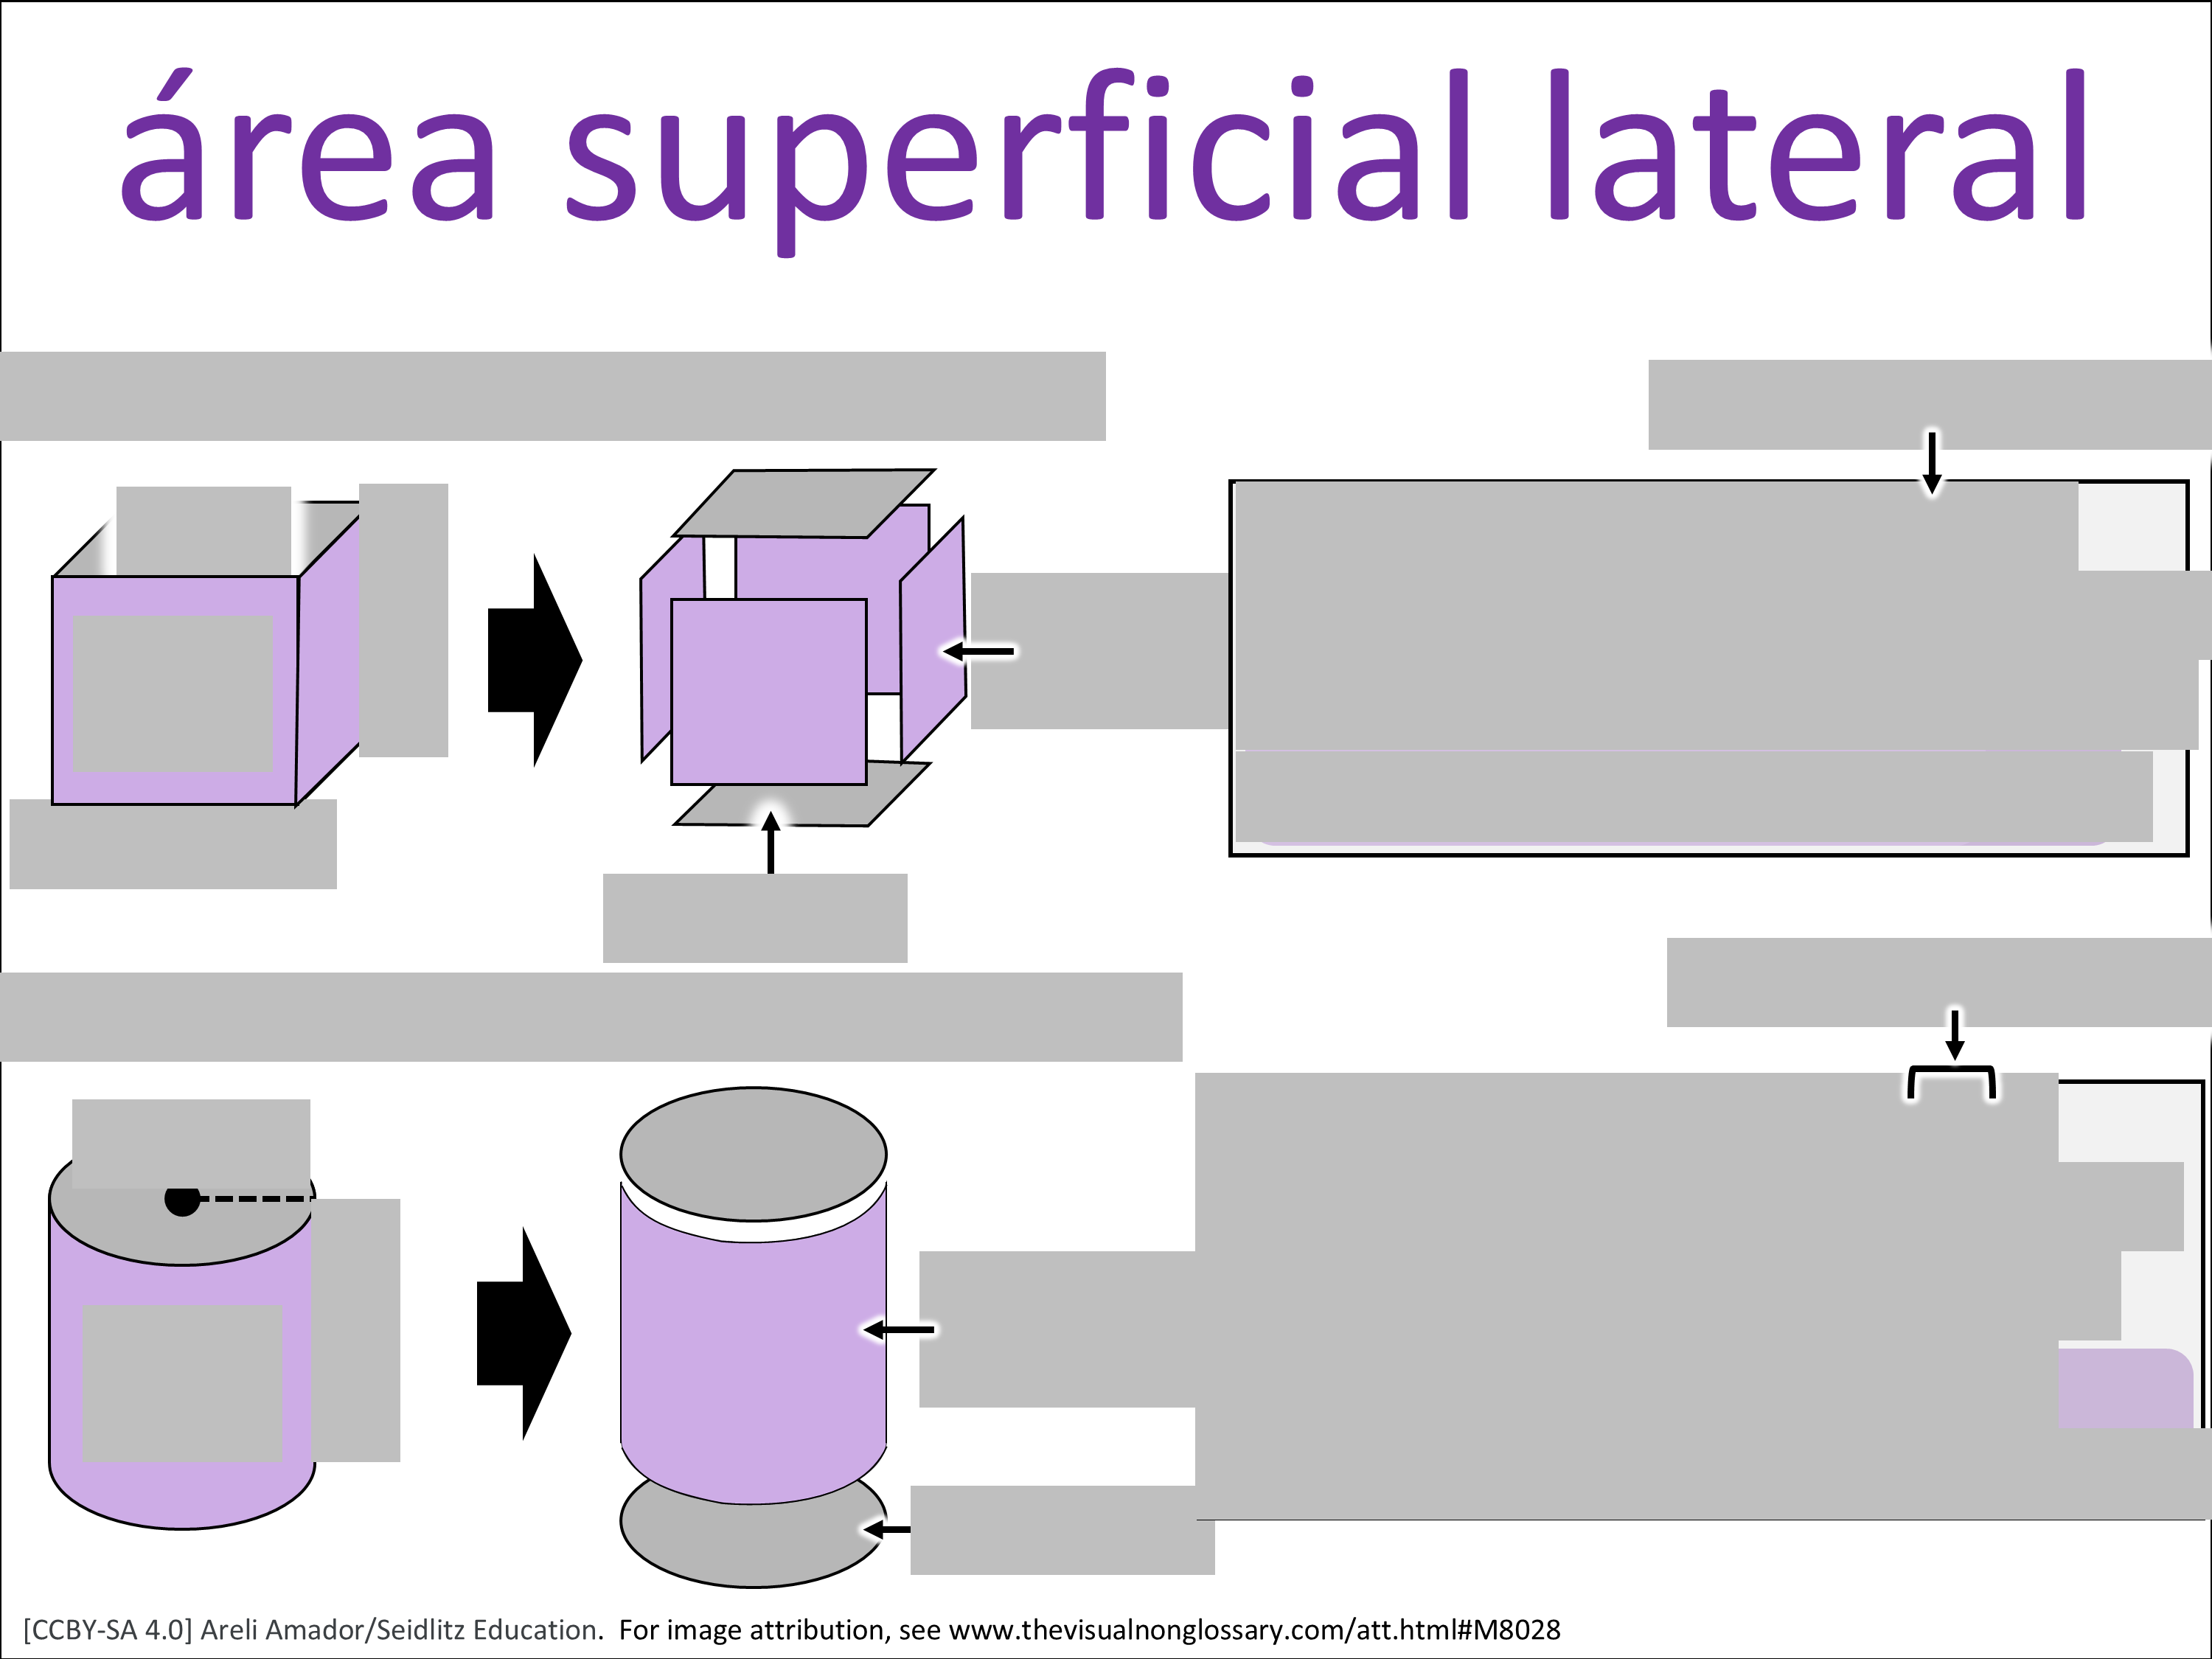 área superficial lateral
[CCBY-SA 4.0] Areli Amador/Seidlitz Education. For image attribution, see www.thevisualnonglossary.com/att.html#M8028